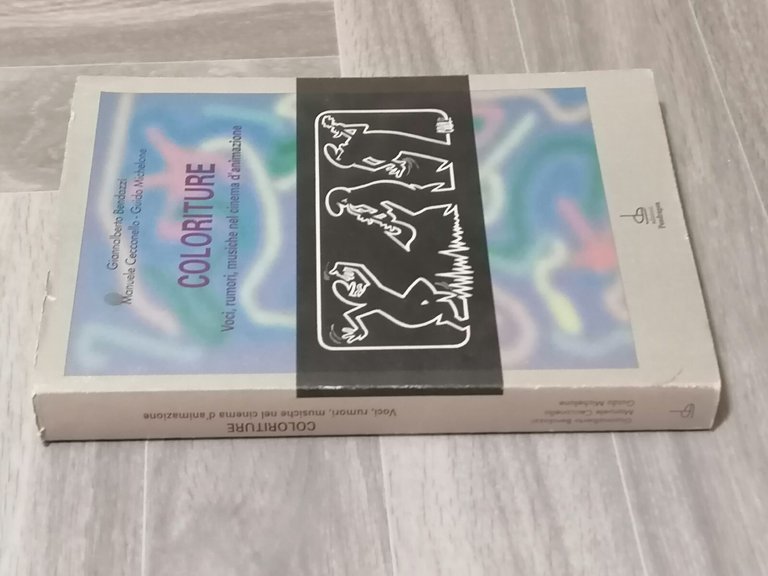 Giannalberto Bendazzi
Manuele Cecconello - Guido Michelone
COLORITURE
Voci, rumori, musiche nel cinema d'animazione
Pendragon
COLORITURE
Voci, rumori, musiche nel cinema d'animazione
Giannalberto Bendazzi
Manuele Cecconello
Guido Michelone